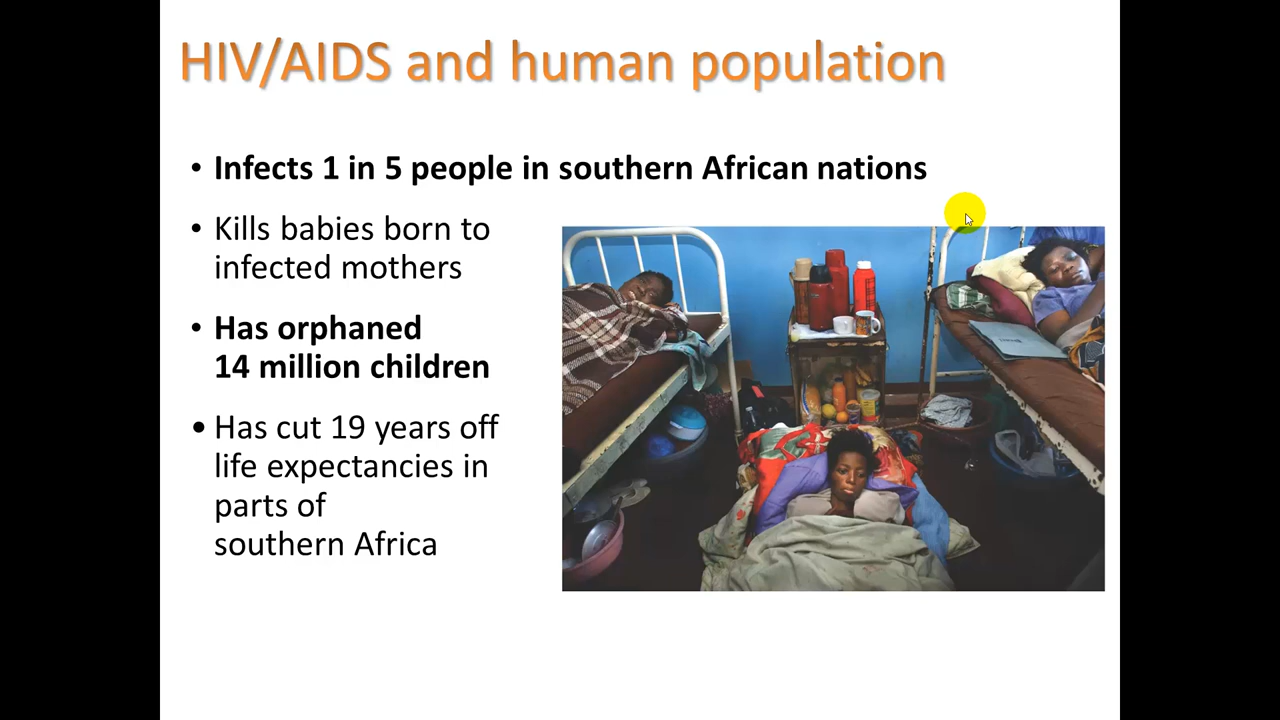 HIV/AIDS and human population
• Infects 1 in 5 people in southern African nations
• Kills babies born to
infected mothers
• Has orphaned
14 million children
• Has cut 19 years off
life expectancies in
parts of
southern Africa